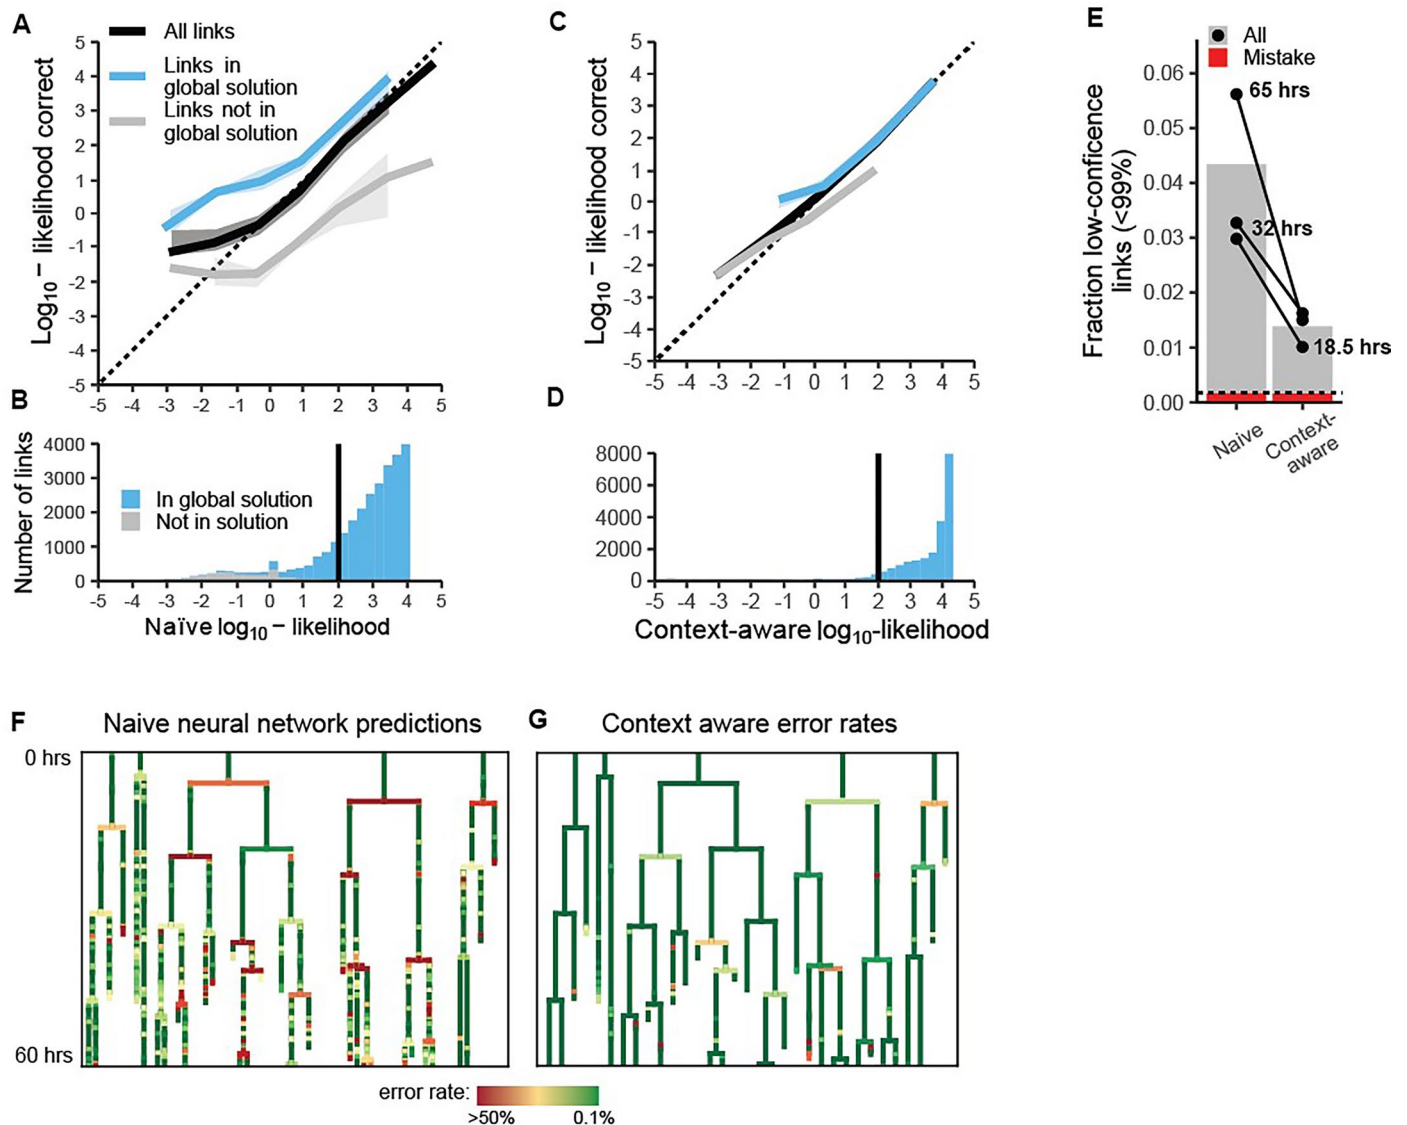 A
All links
Links in
global solution
Links not in
global solution
Log10 – likelihood correct
5
4
3
2
1
0
-1
-2
-3
-4
-5
-5 -4 -3 -2 -1 0 1 2 3 4 5
B
Number of links
4000
3000
2000
1000
0
In global solution
Not in solution
-5 -4 -3 -2 -1 0 1 2 3 4 5
Naïve log10 – likelihood
C
Log10 – likelihood correct
5
4
3
2
1
0
-1
-2
-3
-4
-5
-5 -4 -3 -2 -1 0 1 2 3 4 5
D
8000
6000
4000
2000
0
-5 -4 -3 -2 -1 0 1 2 3 4 5
Context-aware log10-likelihood
E
All
Mistake
Fraction low-conficence
links (<99%)
0.06
0.05
0.04
0.03
0.02
0.01
0.00
65 hrs
32 hrs
18.5 hrs
Naive
Context-
aware
F
Naive neural network predictions
0 hrs
60 hrs
G
Context aware error rates
error rate:
>50% 0.1%